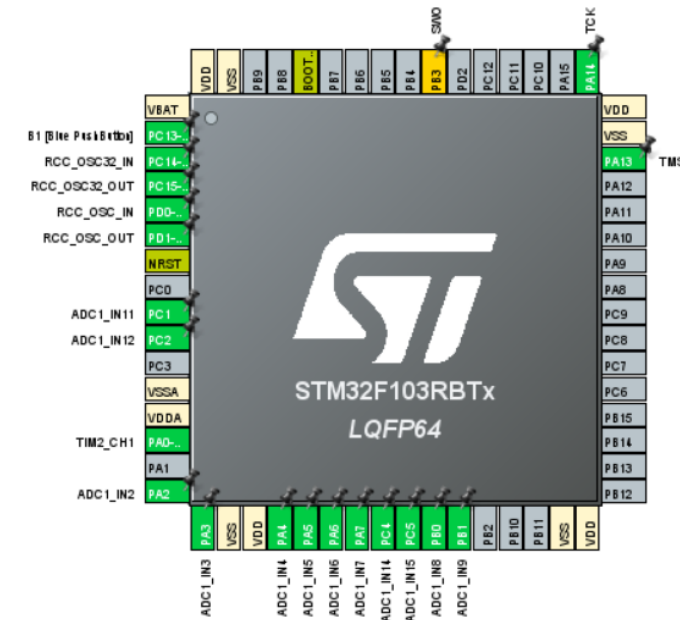 SWO
TCK
VDD
VSS
PB9
PB8
BOOT..
PB7
PB6
PB5
PB4
PB3
PD2
PC12
PC11
PC10
PA15
PA14
VBAT
B1 [Blue PushButton] PC13-..
RCC_OSC32_IN PC14-..
RCC_OSC32_OUT PC15-..
RCC_OSC_IN PD0-..
RCC_OSC_OUT PD1-..
NRST
PC0
ADC1_IN11 PC1
ADC1_IN12 PC2
PC3
VSSA
VDDA
TIM2_CH1 PA0-..
PA1
ADC1_IN2 PA2
ST
STM32F103RBTx
LQFP64
VDD
VSS
PA13 TMS
PA12
PA11
PA10
PA9
PA8
PC9
PC8
PC7
PC6
PB15
PB14
PB13
PB12
PA3
VSS
VDD
PA4
PA5
PA6
PA7
PC4
PC5
PB0
PB1
PB2
PB10
PB11
VSS
VDD
ADC1_IN3
ADC1_IN4
ADC1_IN5
ADC1_IN6
ADC1_IN7
ADC1_IN14
ADC1_IN15
ADC1_IN8
ADC1_IN9